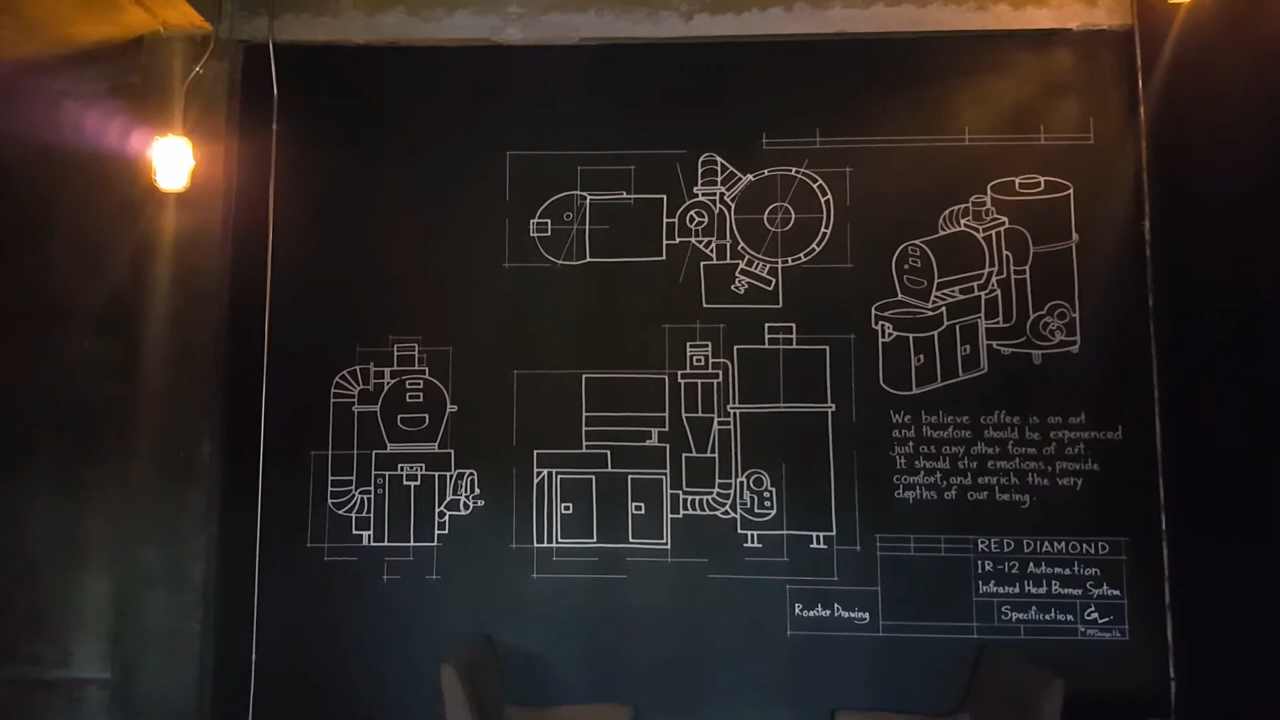 We believe coffee is an art
and therefore should be experienced
just as any other form of art.
It should stir emotions, provide
comfort, and enrich the very
depths of our being.
RED DIAMOND
IR-12 Automation
Infrared Heat Burner System
Roaster Drawing
Specification